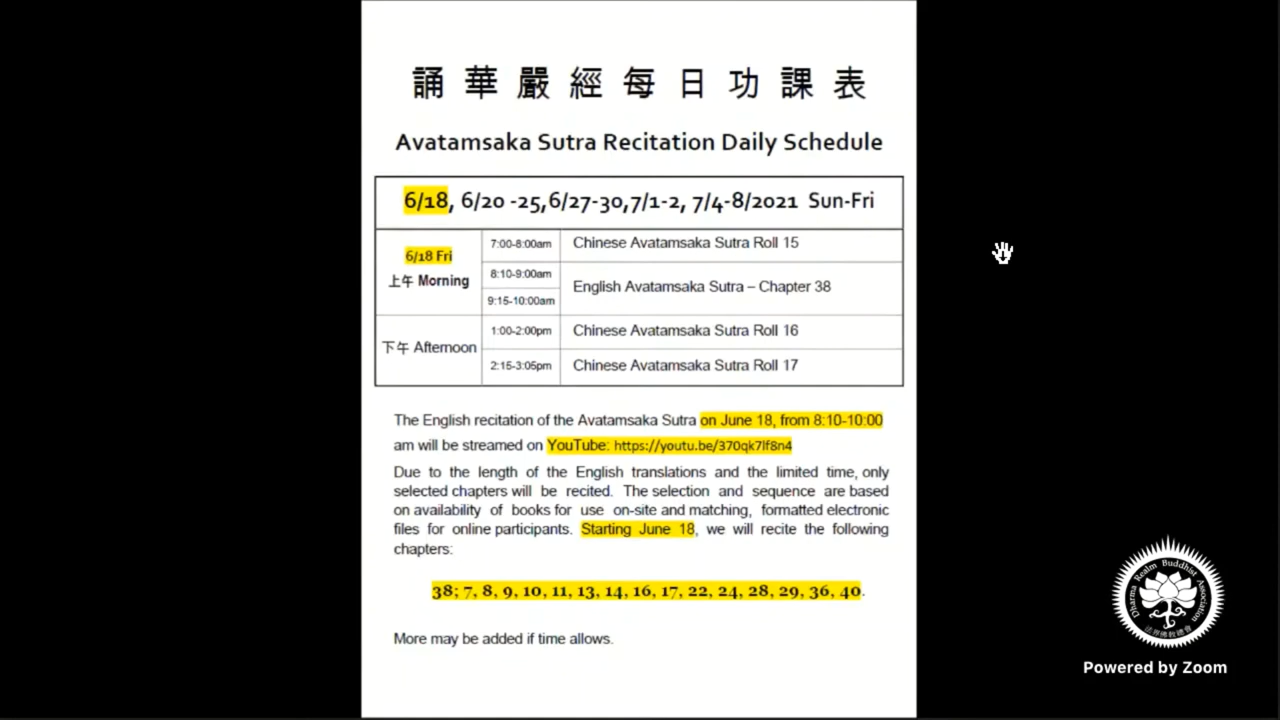 誦華嚴經每日功課表
Avatamsaka Sutra Recitation Daily Schedule
6/18, 6/20 -25,6/27-30,7/1-2, 7/4-8/2021 Sun-Fri
6/18 Fri
上午 Morning
7:00-8:00am
Chinese Avatamsaka Sutra Roll 15
8:10-9:00am
9:15-10:00am
English Avatamsaka Sutra – Chapter 38
下午 Afternoon
1:00-2:00pm
Chinese Avatamsaka Sutra Roll 16
2:15-3:05pm
Chinese Avatamsaka Sutra Roll 17
The English recitation of the Avatamsaka Sutra on June 18, from 8:10-10:00
am will be streamed on YouTube: https://youtu.be/370qk7lf8n4
Due to the length of the English translations and the limited time, only
selected chapters will be recited. The selection and sequence are based
on availability of books for use on-site and matching, formatted electronic
files for online participants. Starting June 18, we will recite the following
chapters:
38; 7, 8, 9, 10, 11, 13, 14, 16, 17, 22, 24, 28, 29, 36, 40.
More may be added if time allows.
Dharma Realm Buddhist Association
法界佛教總會
Powered by Zoom